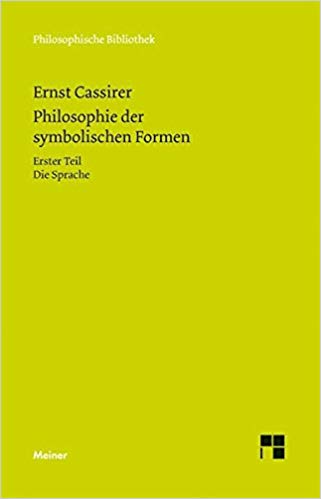 Philosophische Bibliothek
Ernst Cassirer
Philosophie der
symbolischen Formen
Erster Teil
Die Sprache
Meiner